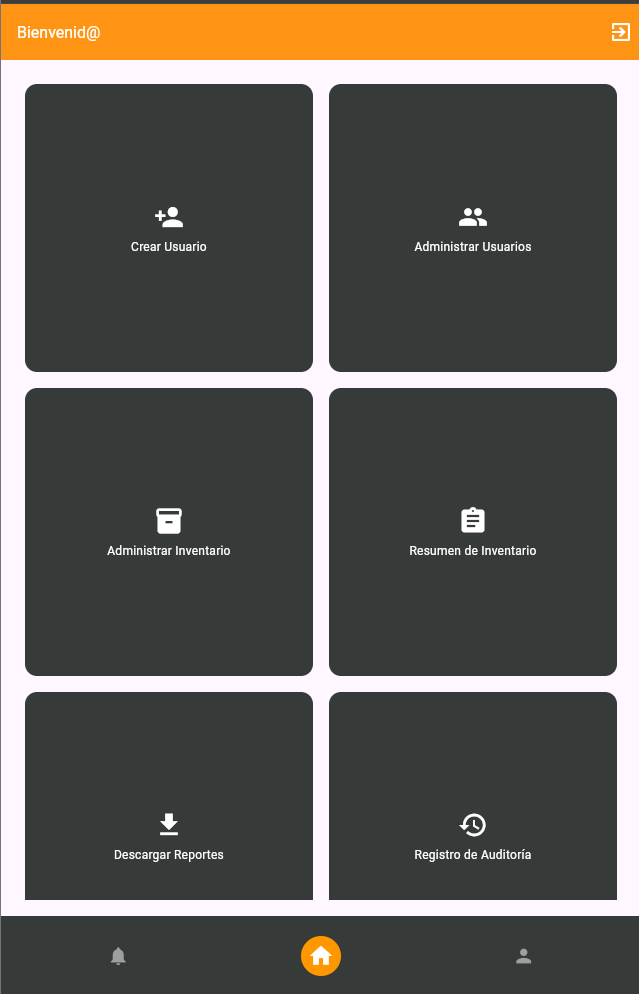 Bienvenid@
Crear Usuario
Administrar Usuarios
Administrar Inventario
Resumen de Inventario
Descargar Reportes
Registro de Auditoría